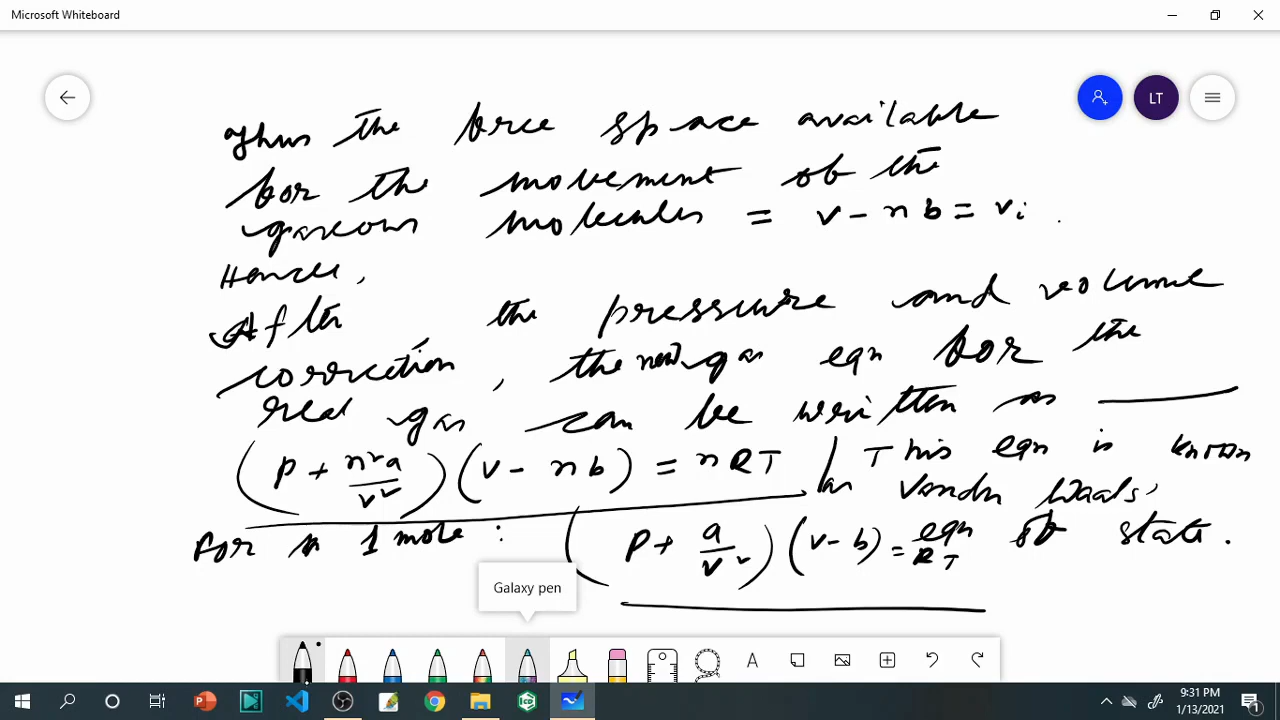 Microsoft Whiteboard
LT
Thus the free space available
for the movement of the
gaseous molecules = v - nb = vi
Hence,
After the pressure and volume
correction, the new gas eqn for the
real gas can be written as
(P + n²a/v²) (v - nb) = nRT / This eqn is known
as Vander Waals'
eqn of state.
For 1 mole: (P + a/v²) (v - b) = RT
Galaxy pen
A
9:31 PM
1/13/2021